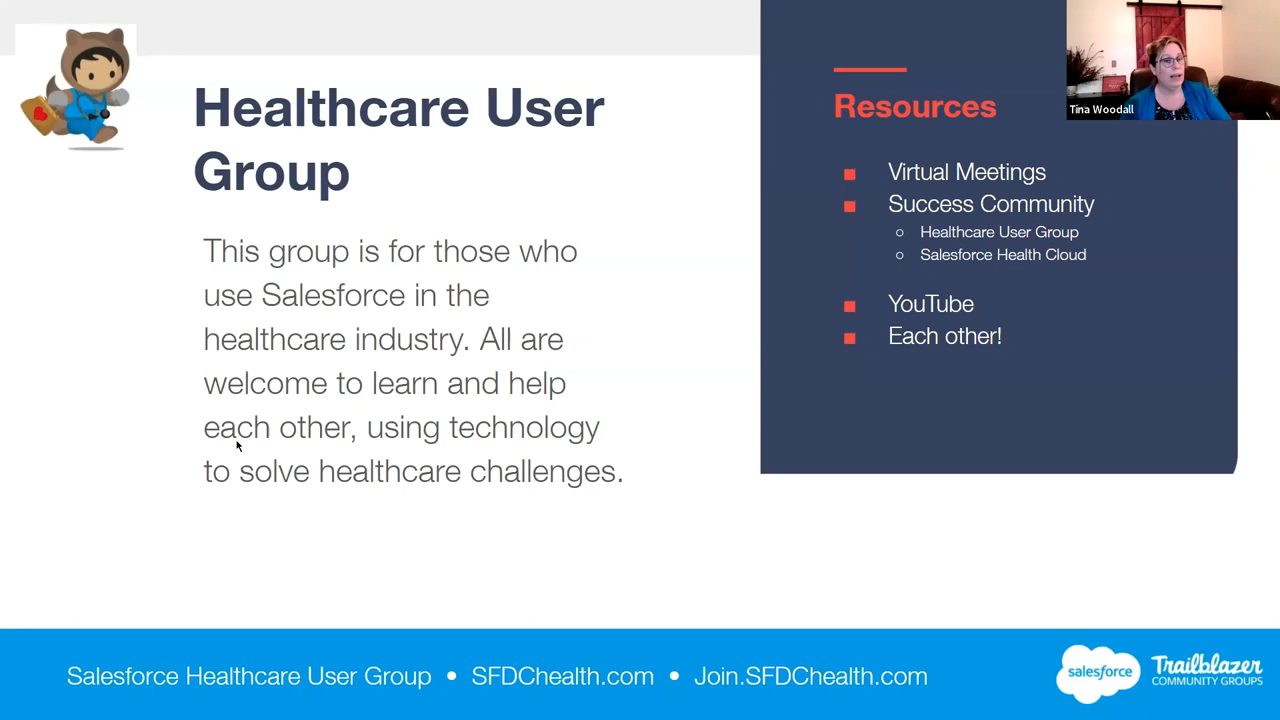 Healthcare User
Group
This group is for those who
use Salesforce in the
healthcare industry. All are
welcome to learn and help
each other, using technology
to solve healthcare challenges.
Resources
Virtual Meetings
Success Community
Healthcare User Group
Salesforce Health Cloud
YouTube
Each other!
Tina Woodall
Salesforce Healthcare User Group • SFDChealth.com • Join.SFDChealth.com
salesforce
Trailblazer
COMMUNITY GROUPS